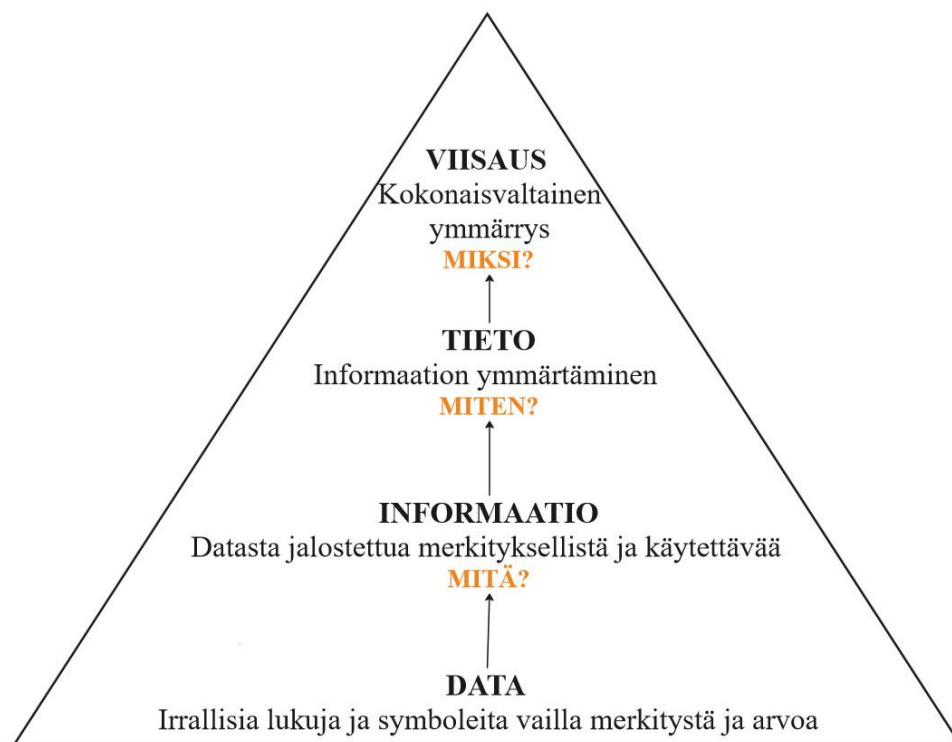 VIISAUS
Kokonaisvaltainen
ymmärrys
MIKSI?
TIETO
Informaation ymmärtäminen
MITEN?
INFORMAATIO
Datasta jalostettua merkityksellistä ja käytettävää
MITÄ?
DATA
Irrallisia lukuja ja symboleita vailla merkitystä ja arvoa